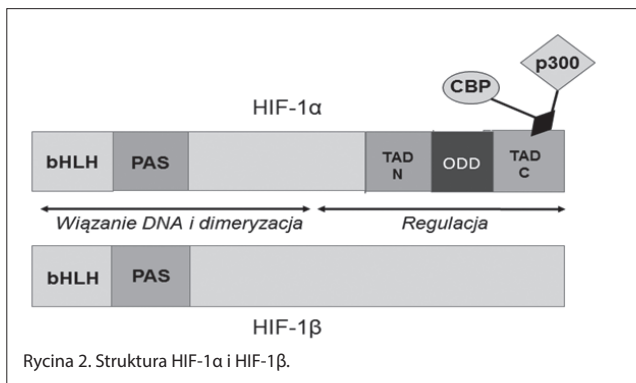 p300
CBP
HIF-1α
bHLH PAS TAD N ODD TAD C
Wiązanie DNA i dimeryzacja Regulacja
bHLH PAS
HIF-1β
Rycina 2. Struktura HIF-1α i HIF-1β.